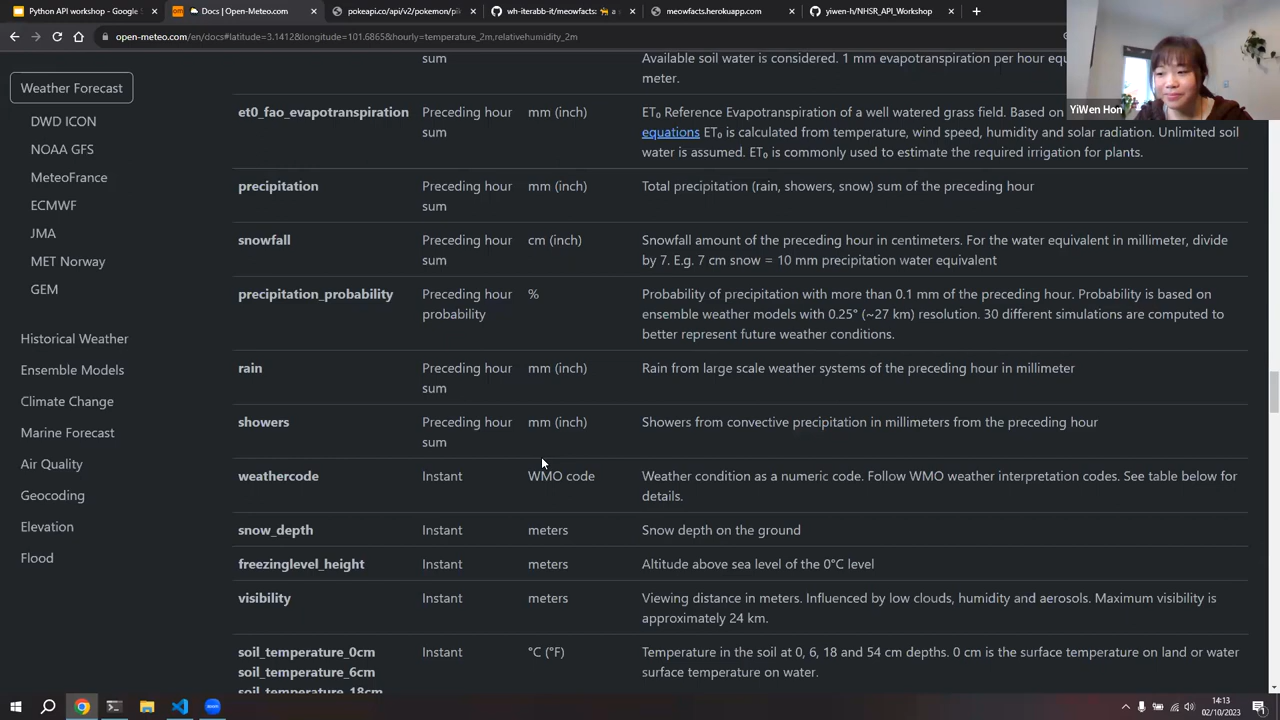 Python API workshop - Google S
Docs | Open-Meteo.com
pokeapi.co/api/v2/pokemon/pi
wh-iterabb-it/meowfacts: 🐈 a
meowfacts.herokuapp.com
yiwen-h/NHSR_API_Workshop
open-meteo.com/en/docs#latitude=3.1412&longitude=101.6865&hourly=temperature_2m,relativehumidity_2m
YiWen Hon
Weather Forecast
DWD ICON
NOAA GFS
MeteoFrance
ECMWF
JMA
MET Norway
GEM
Historical Weather
Ensemble Models
Climate Change
Marine Forecast
Air Quality
Geocoding
Elevation
Flood
sum
Available soil water is considered. 1 mm evapotranspiration per hour
meter.
et0_fao_evapotranspiration
Preceding hour
sum
mm (inch)
ET₀ Reference Evapotranspiration of a well watered grass field. Based on
equations ET₀ is calculated from temperature, wind speed, humidity and solar radiation. Unlimited soil
water is assumed. ET₀ is commonly used to estimate the required irrigation for plants.
precipitation
Preceding hour
sum
mm (inch)
Total precipitation (rain, showers, snow) sum of the preceding hour
snowfall
Preceding hour
sum
cm (inch)
Snowfall amount of the preceding hour in centimeters. For the water equivalent in millimeter, divide
by 7. E.g. 7 cm snow = 10 mm precipitation water equivalent
precipitation_probability
Preceding hour
probability
%
Probability of precipitation with more than 0.1 mm of the preceding hour. Probability is based on
ensemble weather models with 0.25° (~27 km) resolution. 30 different simulations are computed to
better represent future weather conditions.
rain
Preceding hour
sum
mm (inch)
Rain from large scale weather systems of the preceding hour in millimeter
showers
Preceding hour
sum
mm (inch)
Showers from convective precipitation in millimeters from the preceding hour
weathercode
Instant
WMO code
Weather condition as a numeric code. Follow WMO weather interpretation codes. See table below for
details.
snow_depth
Instant
meters
Snow depth on the ground
freezinglevel_height
Instant
meters
Altitude above sea level of the 0°C level
visibility
Instant
meters
Viewing distance in meters. Influenced by low clouds, humidity and aerosols. Maximum visibility is
approximately 24 km.
soil_temperature_0cm
soil_temperature_6cm
soil_temperature_18cm
Instant
°C (°F)
Temperature in the soil at 0, 6, 18 and 54 cm depths. 0 cm is the surface temperature on land or water
surface temperature on water.
14:13
02/10/2023